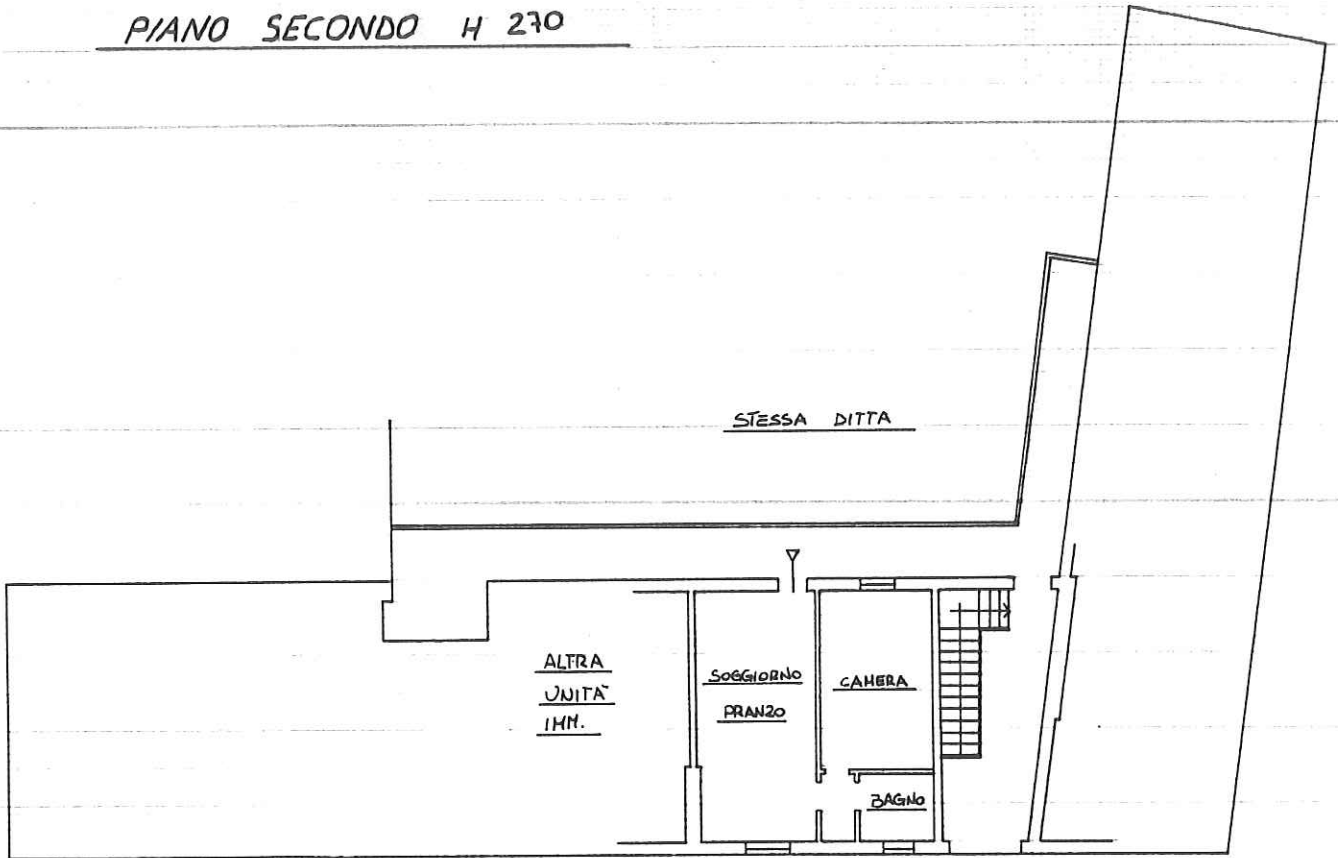 PIANO SECONDO H 270
STESSA DITTA
ALTRA
UNITÀ
IMM.
SOGGIORNO
PRANZO
CAMERA
BAGNO